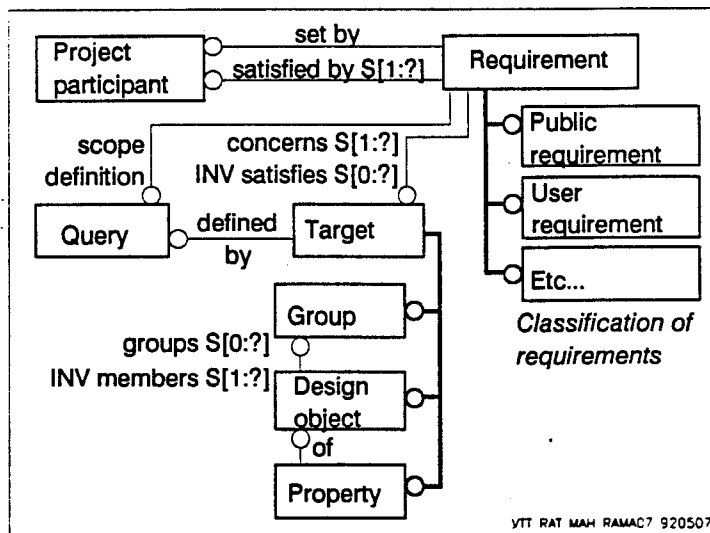 Project
participant
set by
satisfied by S[1:?]
Requirement
scope
definition
concerns S[1:?]
INV satisfies S[0:?]
Public
requirement
User
requirement
Etc...
Classification of
requirements
Query
defined
by
Target
Group
groups S[0:?]
INV members S[1:?]
Design
object
of
Property
VTT RAT MAH RAMAC7 920507